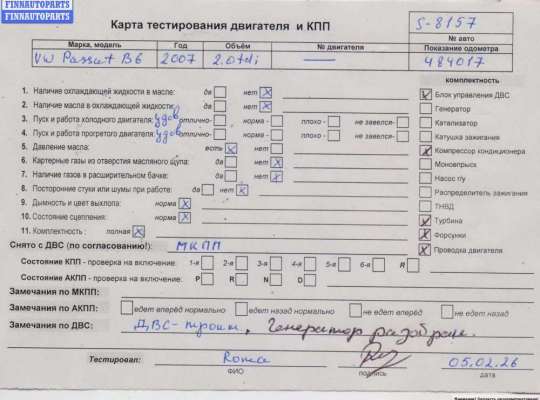 FINNAUTOPARTS
FINNAUTOPARTS
FINNAUTOPARTS
Карта тестирования двигателя и КПП
S-8157
№ авто
Марка, модель Год Объём № двигателя Показание одометра
VW Passat B6 2007 2.0tdi — 484017
комплектность
1. Наличие охлаждающей жидкости в масле: да нет x
2. Наличие масла в охлаждающей жидкости: да нет x
3. Пуск и работа холодного двигателя: удов отлично- норма - плохо - не завелся-
4. Пуск и работа прогретого двигателя: удов отлично- норма - плохо - не завелся-
5. Давление масла: есть x нет
6. Картерные газы из отверстия масляного щупа: да нет x
7. Наличие газов в расширительном бачке: да нет x
8. Посторонние стуки или шумы при работе: да нет x
9. Дымность и цвет выхлопа: норма x
10. Состояние сцепления: норма x
11. Комплектность : полная x
x Блок управления ДВС
Генератор
Катализатор
Катушка зажигания
x Компрессор кондиционера
Моновпрыск
Насос г/у
Распределитель зажигания
ТНВД
x Турбина
x Форсунки
x Проводка двигателя
Снято с ДВС (по согласованию!): МКПП
Состояние КПП - проверка на включение: 1-я 2-я 3-я 4-я 5-я 6-я R
Состояние АКПП - проверка на включение: P R N D
Замечания по МКПП:
Замечания по АКПП: едет вперёд нормально едет назад нормально не едет вперёд не едет назад
Замечания по ДВС: ДВС-троит, Генератор разобран.
Тестировал: Roma 05.02.26
ФИО подпись дата